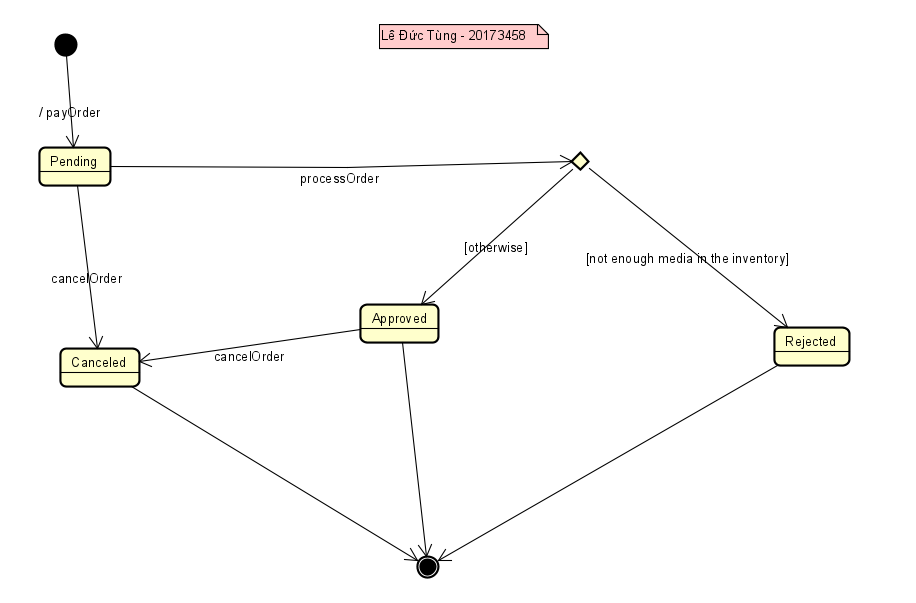 Lê Đức Tùng - 20173458
/ payOrder
Pending
processOrder
[otherwise]
[not enough media in the inventory]
cancelOrder
Approved
Rejected
cancelOrder
Canceled